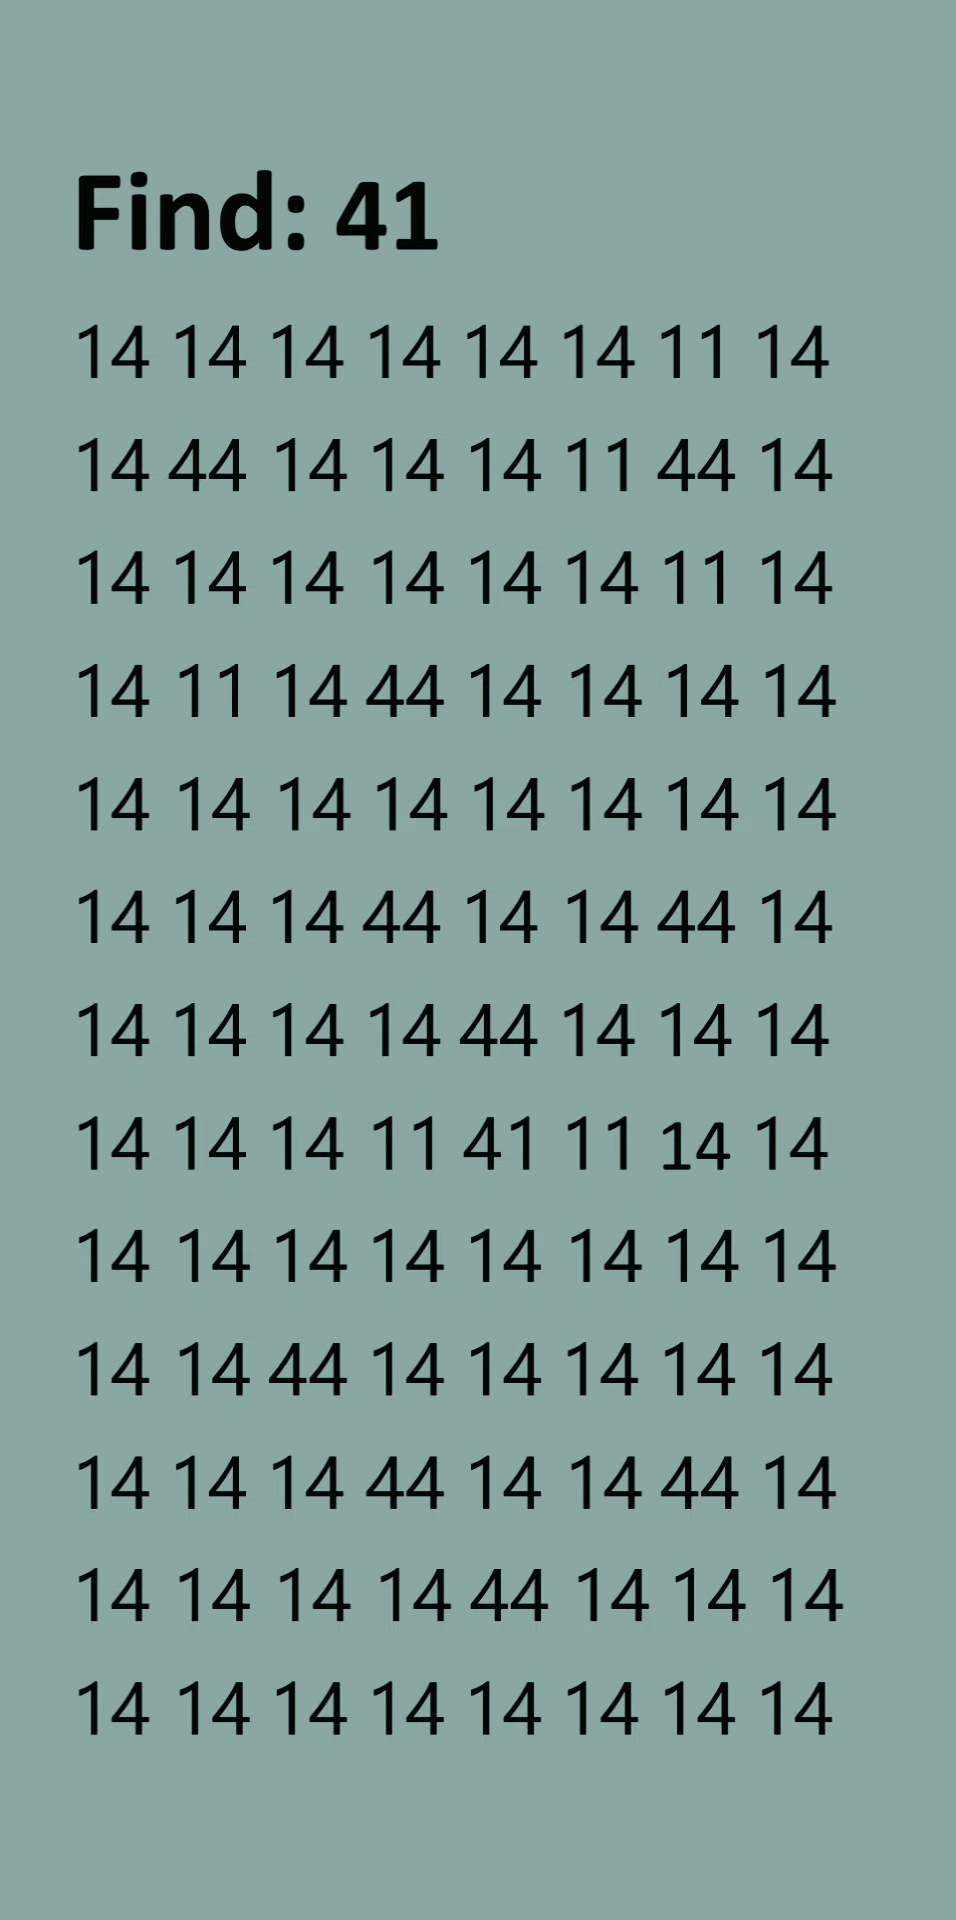 Find: 41
14 14 14 14 14 14 11 14
14 44 14 14 14 11 44 14
14 14 14 14 14 14 11 14
14 11 14 44 14 14 14 14
14 14 14 14 14 14 14 14
14 14 14 44 14 14 44 14
14 14 14 14 44 14 14 14
14 14 14 11 41 11 14 14
14 14 14 14 14 14 14 14
14 14 44 14 14 14 14 14
14 14 14 44 14 14 44 14
14 14 14 14 44 14 14 14
14 14 14 14 14 14 14 14